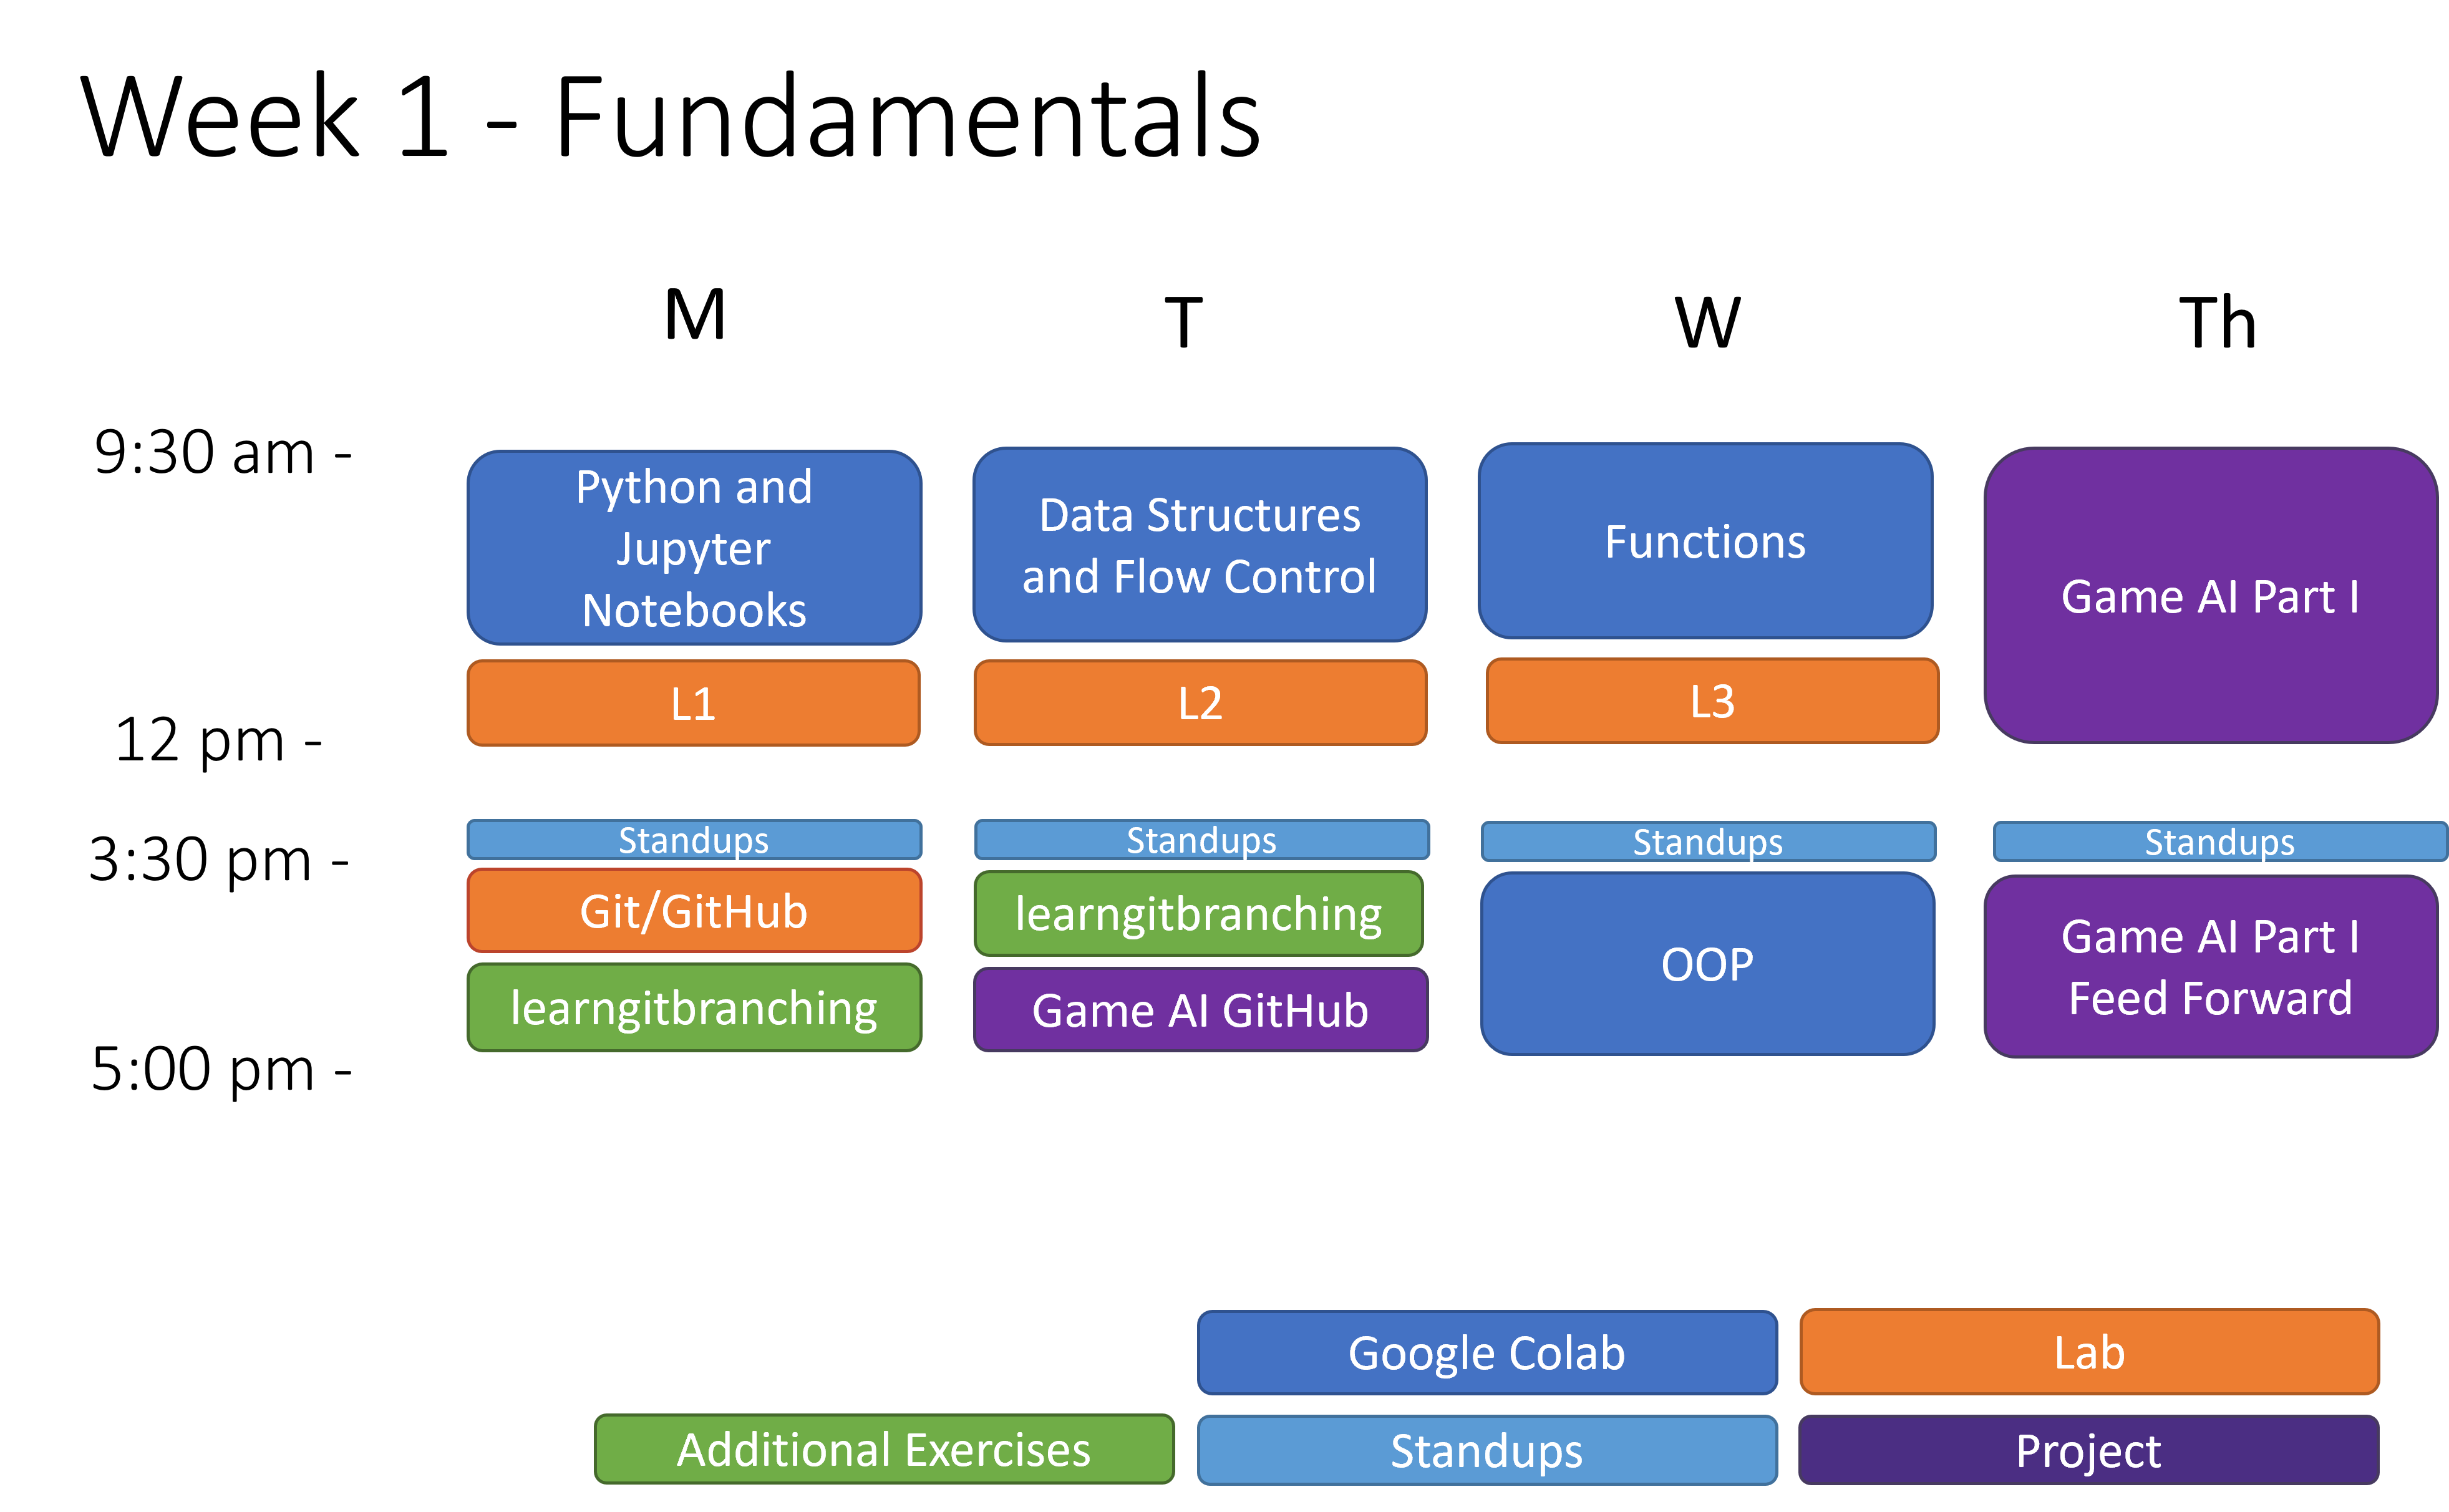 Week 1 - Fundamentals
M
T
W
Th
9:30 am -
Python and
Jupyter
Notebooks
Data Structures
and Flow Control
Functions
Game AI Part I
L1
L2
L3
12 pm -
3:30 pm -
Standups
Standups
Standups
Standups
Git/GitHub
learngitbranching
OOP
Game AI Part I
Feed Forward
learngitbranching
Game AI GitHub
5:00 pm -
Google Colab
Lab
Additional Exercises
Standups
Project